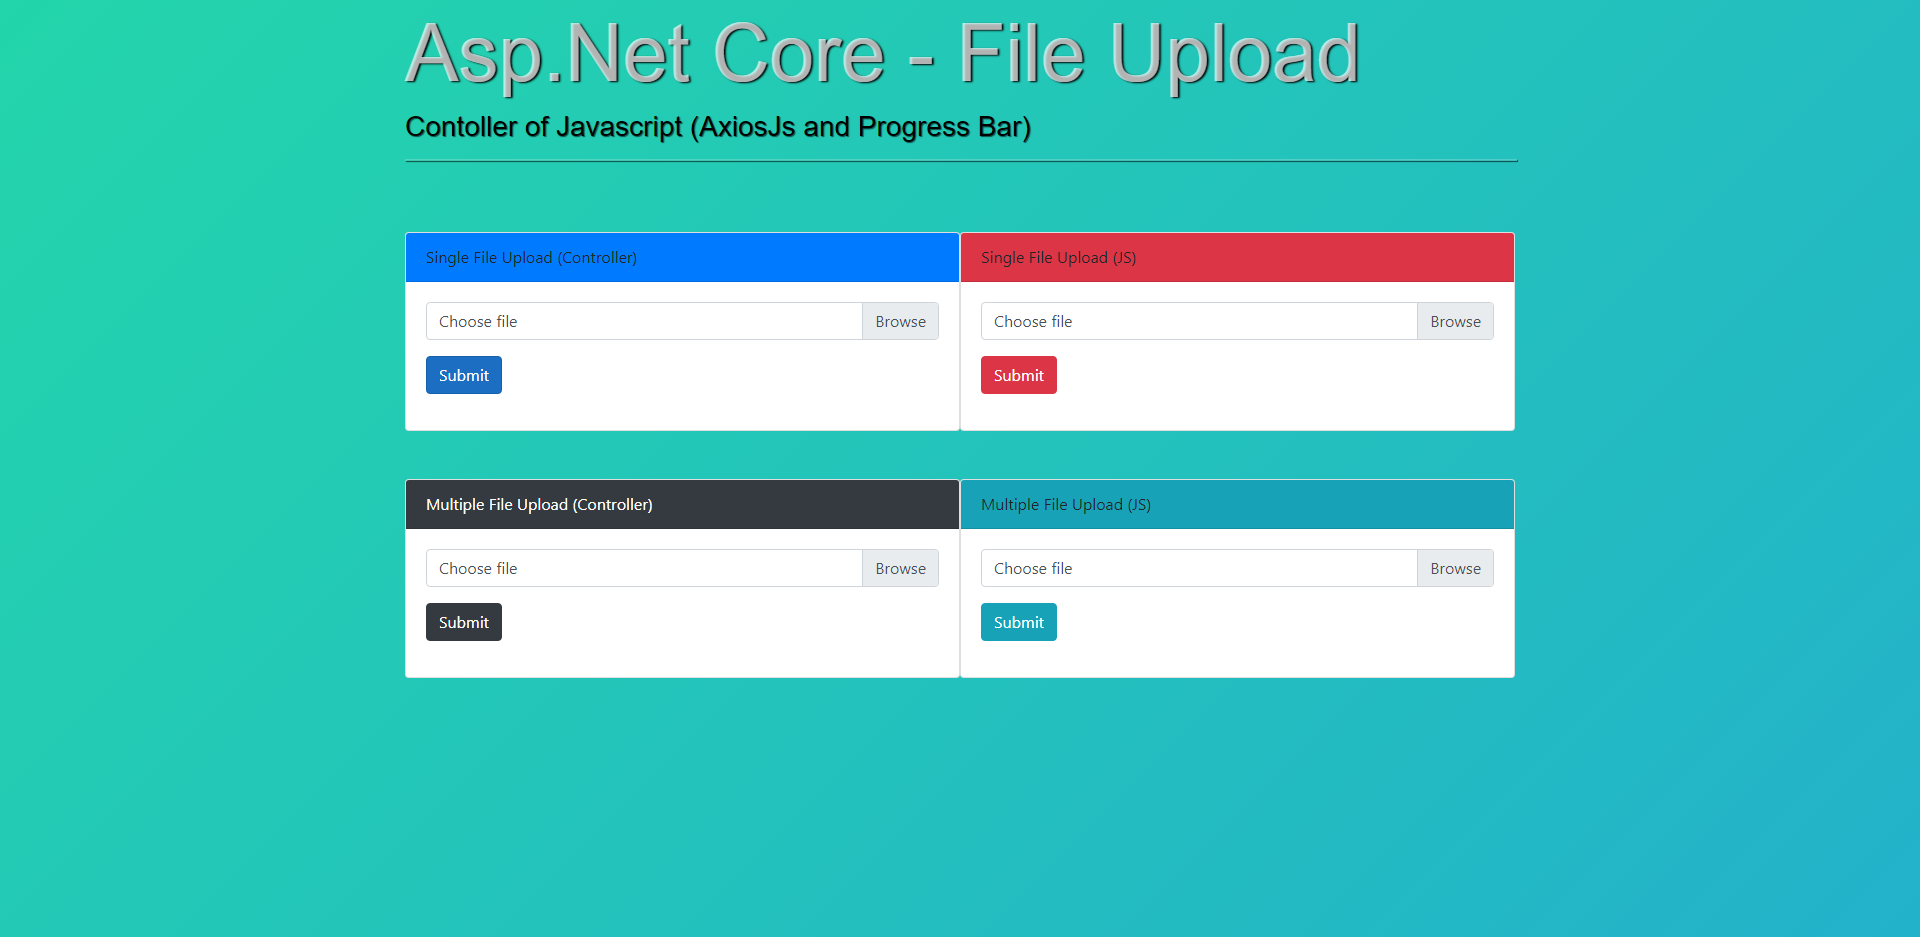 Asp.Net Core - File Upload
Contoller of Javascript (AxiosJs and Progress Bar)
Single File Upload (Controller)
Choose file Browse
Submit
Single File Upload (JS)
Choose file Browse
Submit
Multiple File Upload (Controller)
Choose file Browse
Submit
Multiple File Upload (JS)
Choose file Browse
Submit